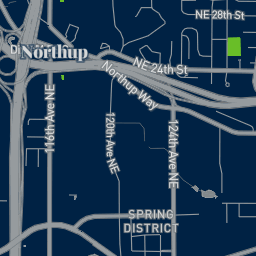 NE 28th St
D
Northup
NE 24th St
Northup Way
116th Ave NE
120th Ave NE
124th Ave NE
SPRING
DISTRICT